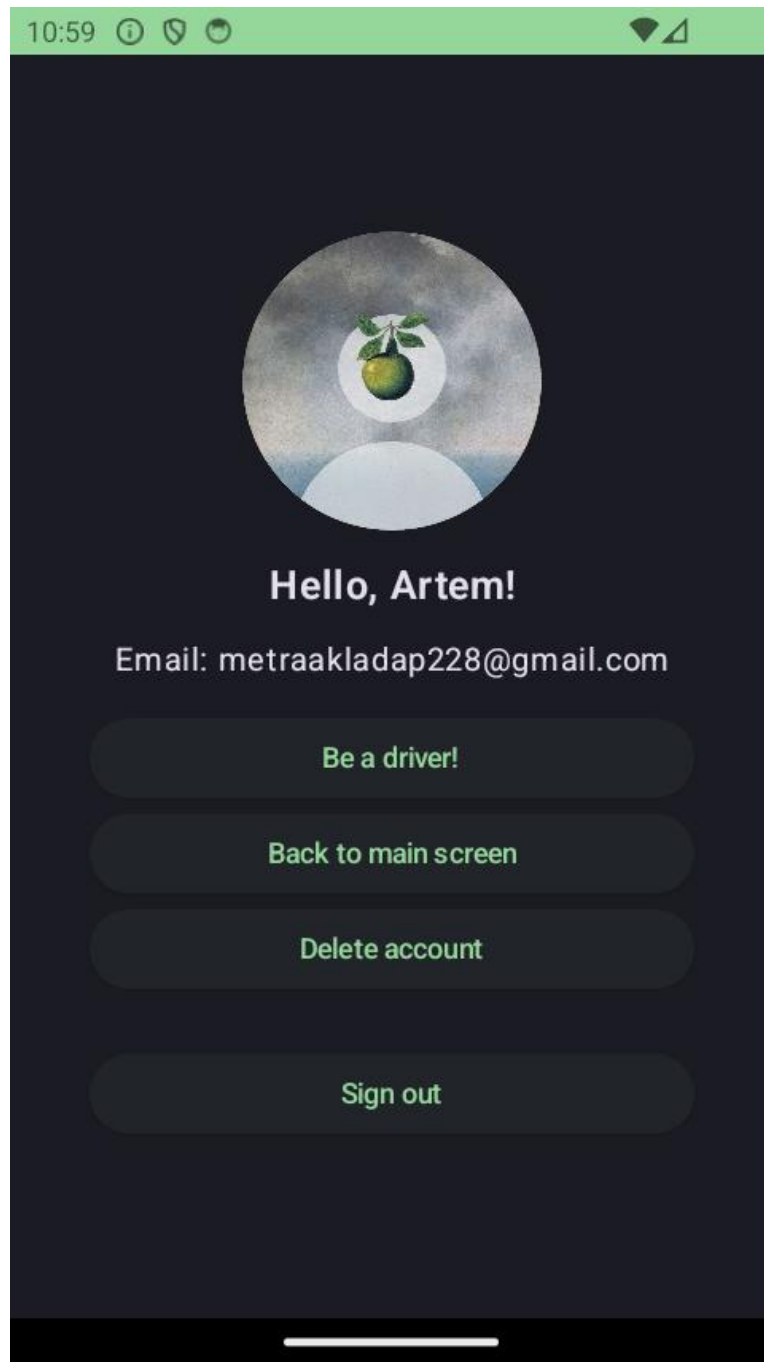 10:59
Hello, Artem!
Email: metraakladap228@gmail.com
Be a driver!
Back to main screen
Delete account
Sign out